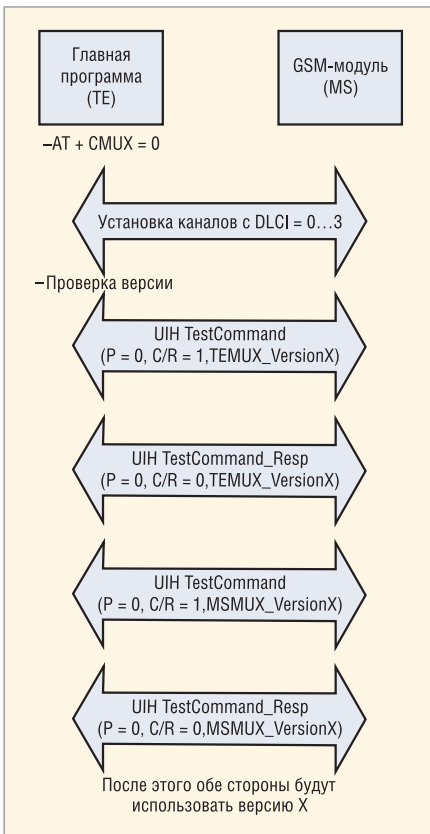 Главная
программа
(TE)
GSM-модуль
(MS)
–AT + CMUX = 0
Установка каналов с DLCI = 0…3
–Проверка версии
UIH TestCommand
(P = 0, C/R = 1,TEMUX_VersionX)
UIH TestCommand_Resp
(P = 0, C/R = 0,TEMUX_VersionX)
UIH TestCommand
(P = 0, C/R = 1,MSMUX_VersionX)
UIH TestCommand_Resp
(P = 0, C/R = 0,MSMUX_VersionX)
После этого обе стороны будут
использовать версию X